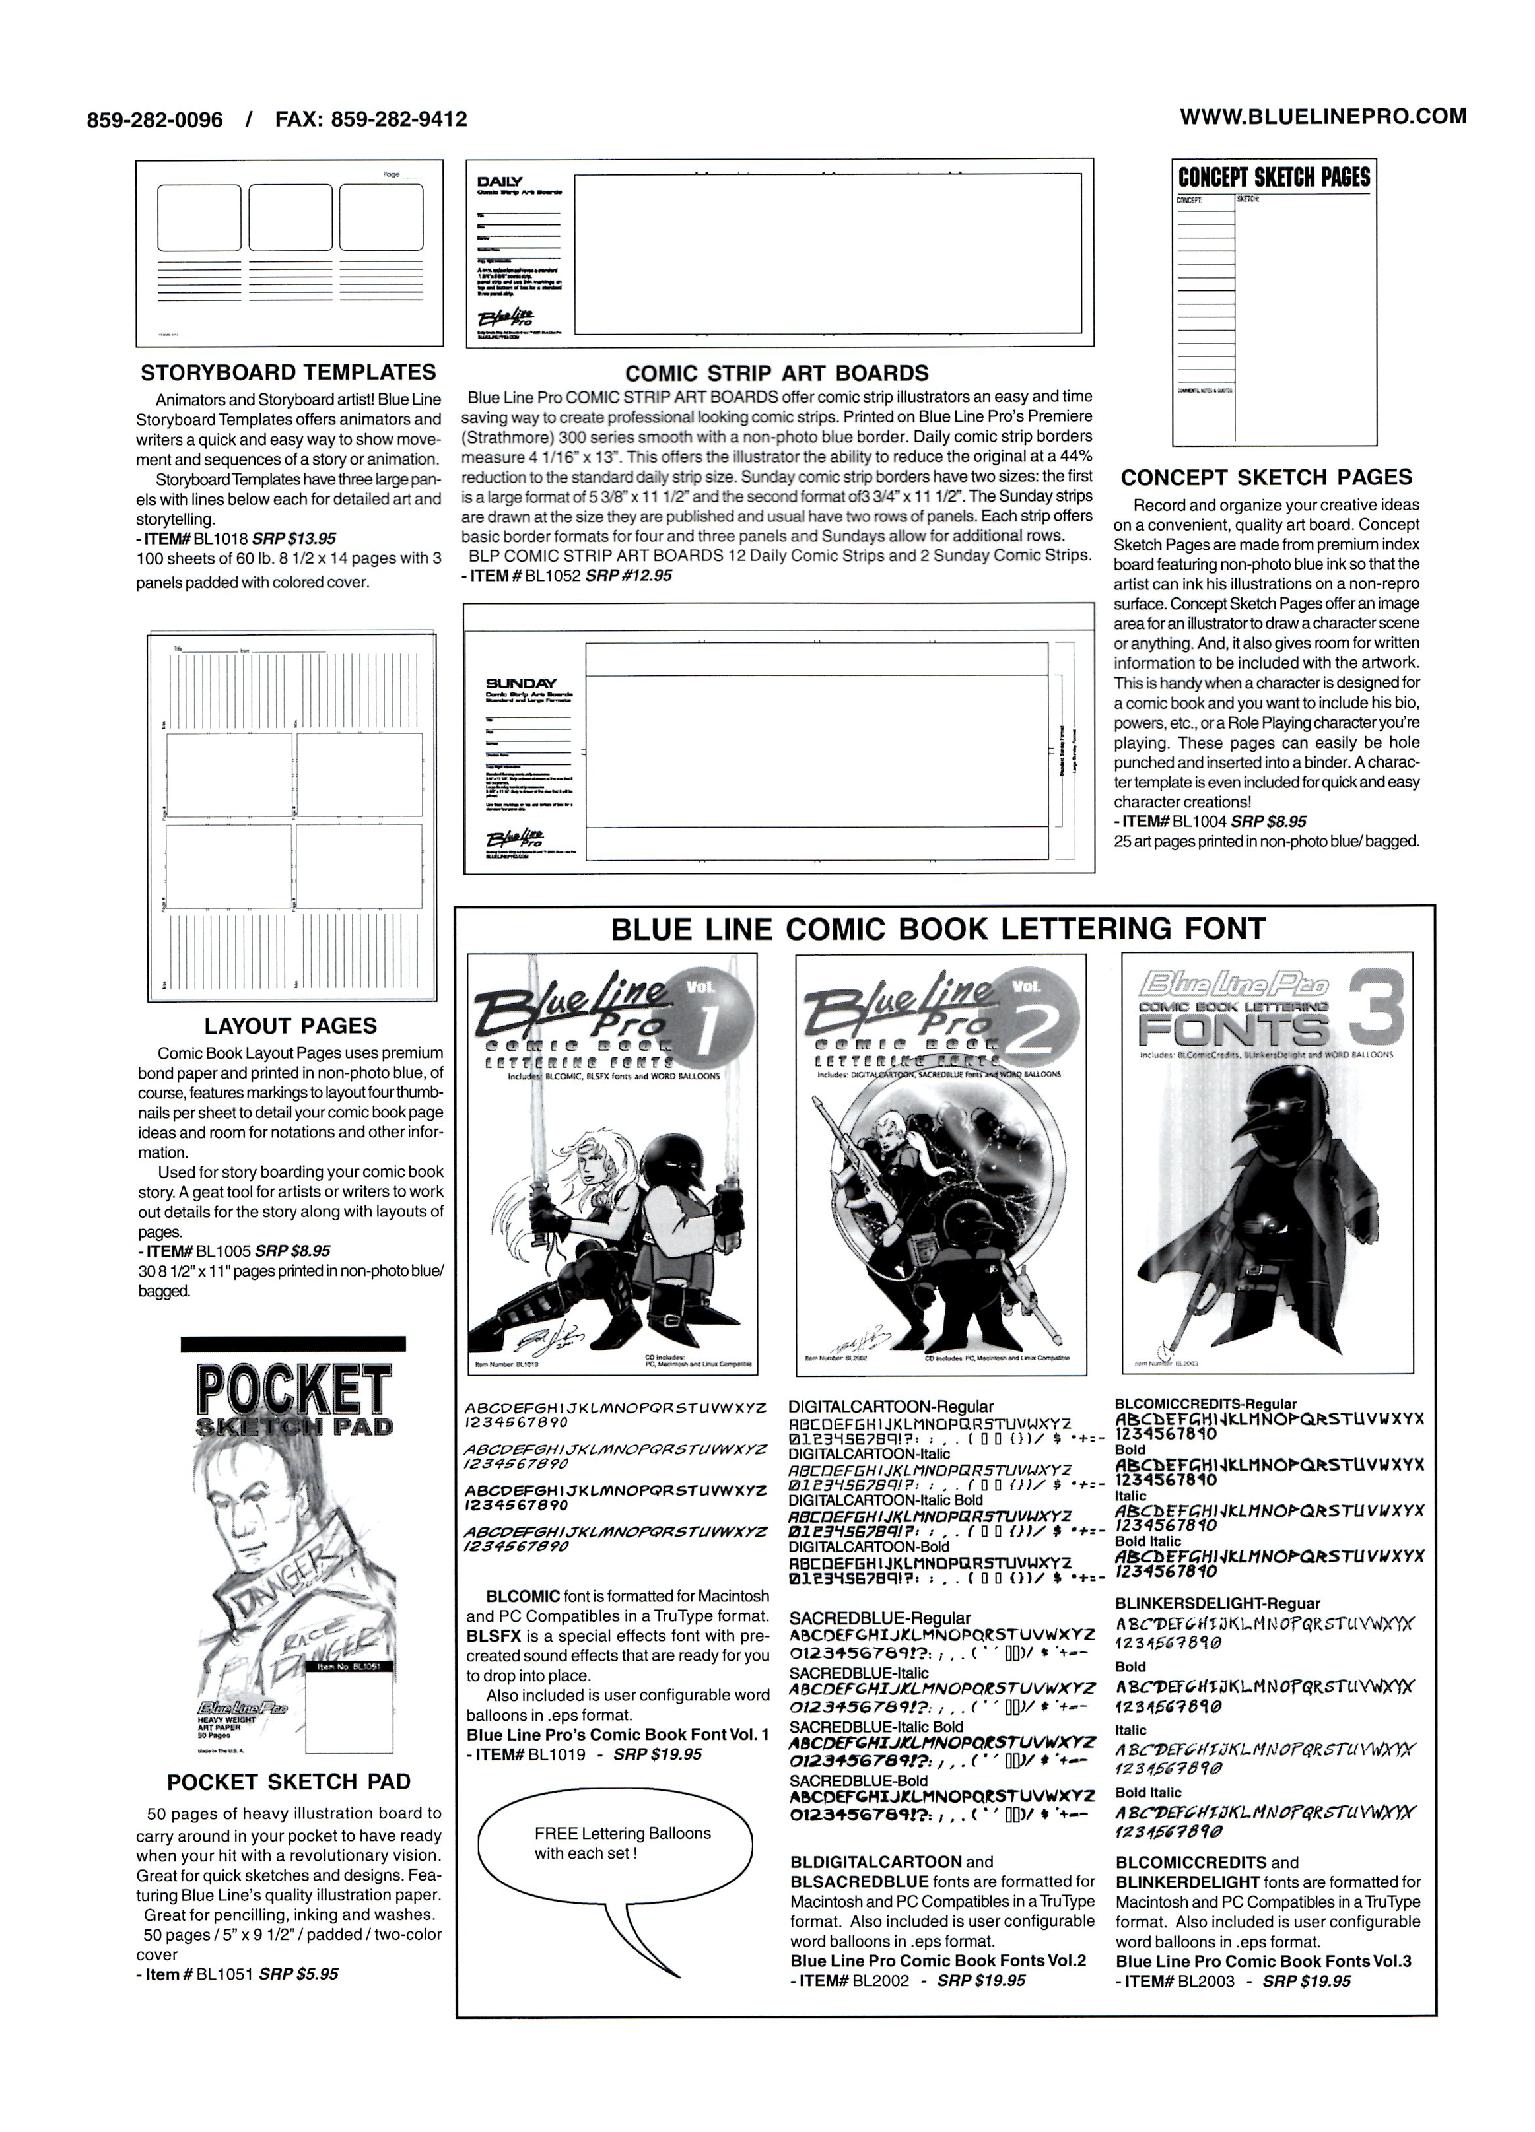 859-282-0096 / FAX: 859-282-9412
WWW.BLUELINEPRO.COM
Page
STORYBOARD TEMPLATES
Animators and Storyboard artist! Blue Line
Storyboard Templates offers animators and
writers a quick and easy way to show move-
ment and sequences of a story or animation.
Storyboard Templates have three large pan-
els with lines below each for detailed art and
storytelling.
- ITEM# BL1018 SRP $13.95
100 sheets of 60 lb. 8 1/2 x 14 pages with 3
panels padded with colored cover.
DAILY
Comic Strip Art Boards
Blue Line Pro
COMIC STRIP ART BOARDS
Blue Line Pro COMIC STRIP ART BOARDS offer comic strip illustrators an easy and time
saving way to create professional looking comic strips. Printed on Blue Line Pro's Premiere
(Strathmore) 300 series smooth with a non-photo blue border. Daily comic strip borders
measure 4 1/16" x 13". This offers the illustrator the ability to reduce the original at a 44%
reduction to the standard daily strip size. Sunday comic strip borders have two sizes: the first
is a large format of 5 3/8" x 11 1/2" and the second format of3 3/4" x 11 1/2". The Sunday strips
are drawn at the size they are published and usual have two rows of panels. Each strip offers
basic border formats for four and three panels and Sundays allow for additional rows.
BLP COMIC STRIP ART BOARDS 12 Daily Comic Strips and 2 Sunday Comic Strips.
- ITEM # BL1052 SRP #12.95
SUNDAY
Comic Strip Art Boards
Standard and Large Formats
Blue Line Pro
CONCEPT SKETCH PAGES
CONCEPT:
SKETCH:
COMMENTS, NOTES & QUOTES:
CONCEPT SKETCH PAGES
Record and organize your creative ideas
on a convenient, quality art board. Concept
Sketch Pages are made from premium index
board featuring non-photo blue ink so that the
artist can ink his illustrations on a non-repro
surface. Concept Sketch Pages offer an image
area for an illustrator to draw a character scene
or anything. And, it also gives room for written
information to be included with the artwork.
This is handy when a character is designed for
a comic book and you want to include his bio,
powers, etc., or a Role Playing character you're
playing. These pages can easily be hole
punched and inserted into a binder. A charac-
ter template is even included for quick and easy
character creations!
- ITEM# BL1004 SRP $8.95
25 art pages printed in non-photo blue/ bagged.
LAYOUT PAGES
Comic Book Layout Pages uses premium
bond paper and printed in non-photo blue, of
course, features markings to layout four thumb-
nails per sheet to detail your comic book page
ideas and room for notations and other infor-
mation.
Used for story boarding your comic book
story. A geat tool for artists or writers to work
out details for the story along with layouts of
pages.
- ITEM# BL1005 SRP $8.95
30 8 1/2" x 11" pages printed in non-photo blue/
bagged.
POCKET
SKETCH PAD
DANGER
RACE
DANGER
Item No. BL1051
Blue Line Pro
HEAVY WEIGHT
ART PAPER
50 Pages
Made in The U.S.A.
POCKET SKETCH PAD
50 pages of heavy illustration board to
carry around in your pocket to have ready
when your hit with a revolutionary vision.
Great for quick sketches and designs. Fea-
turing Blue Line's quality illustration paper.
Great for pencilling, inking and washes.
50 pages / 5" x 9 1/2" / padded / two-color
cover
- Item # BL1051 SRP $5.95
BLUE LINE COMIC BOOK LETTERING FONT
Blue Line Pro Vol. 1
COMIC BOOK
LETTERING FONTS
Includes: BLCOMIC, BLSFX fonts and WORD BALLOONS
Item Number: BL1019
CD includes:
PC, Macintosh and Linux Compatible
ABCDEFGHIJKLMNOPQRSTUVWXYZ
1234567890
ABCDEFGHIJKLMNOPQRSTUVWXYZ
1234567890
ABCDEFGHIJKLMNOPQRSTUVWXYZ
1234567890
ABCDEFGHIJKLMNOPQRSTUVWXYZ
1234567890
BLCOMIC font is formatted for Macintosh
and PC Compatibles in a TruType format.
BLSFX is a special effects font with pre-
created sound effects that are ready for you
to drop into place.
Also included is user configurable word
balloons in .eps format.
Blue Line Pro's Comic Book Font Vol. 1
- ITEM# BL1019 - SRP $19.95
FREE Lettering Balloons
with each set !
Blue Line Pro Vol. 2
COMIC BOOK
LETTERING FONTS
Includes: DIGITALCARTOON, SACREDBLUE fonts and WORD BALLOONS
Item Number: BL2002
CD includes: PC, Macintosh and Linux Compatible
DIGITALCARTOON-Regular
ABCDEFGHIJKLMNOPQRSTUVWXYZ
0123456789!?: ; , . ( ▯ ▯ {})/ $ *+=-
DIGITALCARTOON-Italic
ABCDEFGHIJKLMNOPQRSTUVWXYZ
0123456789!?: ; , . ( ▯ ▯ {})/ $ *+=-
DIGITALCARTOON-Italic Bold
ABCDEFGHIJKLMNOPQRSTUVWXYZ
0123456789!?: ; , . ( ▯ ▯ {})/ $ *+=-
DIGITALCARTOON-Bold
ABCDEFGHIJKLMNOPQRSTUVWXYZ
0123456789!?: ; , . ( ▯ ▯ {})/ $ *+=-
SACREDBLUE-Regular
ABCDEFGHIJKLMNOPQRSTUVWXYZ
0123456789!?: ; , . ( " ' ▯▯)/ $ *+=-
SACREDBLUE-Italic
ABCDEFGHIJKLMNOPQRSTUVWXYZ
0123456789!?: ; , . ( " ' ▯▯)/ $ *+=-
SACREDBLUE-Italic Bold
ABCDEFGHIJKLMNOPQRSTUVWXYZ
0123456789!?: ; , . ( " ' ▯▯)/ $ *+=-
SACREDBLUE-Bold
ABCDEFGHIJKLMNOPQRSTUVWXYZ
0123456789!?: ; , . ( " ' ▯▯)/ $ *+=-
BLDIGITALCARTOON and
BLSACREDBLUE fonts are formatted for
Macintosh and PC Compatibles in a TruType
format. Also included is user configurable
word balloons in .eps format.
Blue Line Pro Comic Book Fonts Vol.2
- ITEM# BL2002 - SRP $19.95
Blue Line Pro 3
COMIC BOOK LETTERING
FONTS
Includes: BLComicCredits, BLinkersDelight and WORD BALLOONS
Item Number: BL2003
BLCOMICCREDITS-Regular
ABCDEFGHIJKLMNOPQRSTUVWXYX
1234567890
Bold
ABCDEFGHIJKLMNOPQRSTUVWXYX
1234567890
Italic
ABCDEFGHIJKLMNOPQRSTUVWXYX
1234567890
Bold Italic
ABCDEFGHIJKLMNOPQRSTUVWXYX
1234567890
BLINKERSDELIGHT-Reguar
ABCDEFGHIJKLMNOPQRSTUVWXYX
1234567890
Bold
ABCDEFGHIJKLMNOPQRSTUVWXYX
1234567890
Italic
ABCDEFGHIJKLMNOPQRSTUVWXYX
1234567890
Bold Italic
ABCDEFGHIJKLMNOPQRSTUVWXYX
1234567890
BLCOMICCREDITS and
BLINKERDELIGHT fonts are formatted for
Macintosh and PC Compatibles in a TruType
format. Also included is user configurable
word balloons in .eps format.
Blue Line Pro Comic Book Fonts Vol.3
- ITEM# BL2003 - SRP $19.95